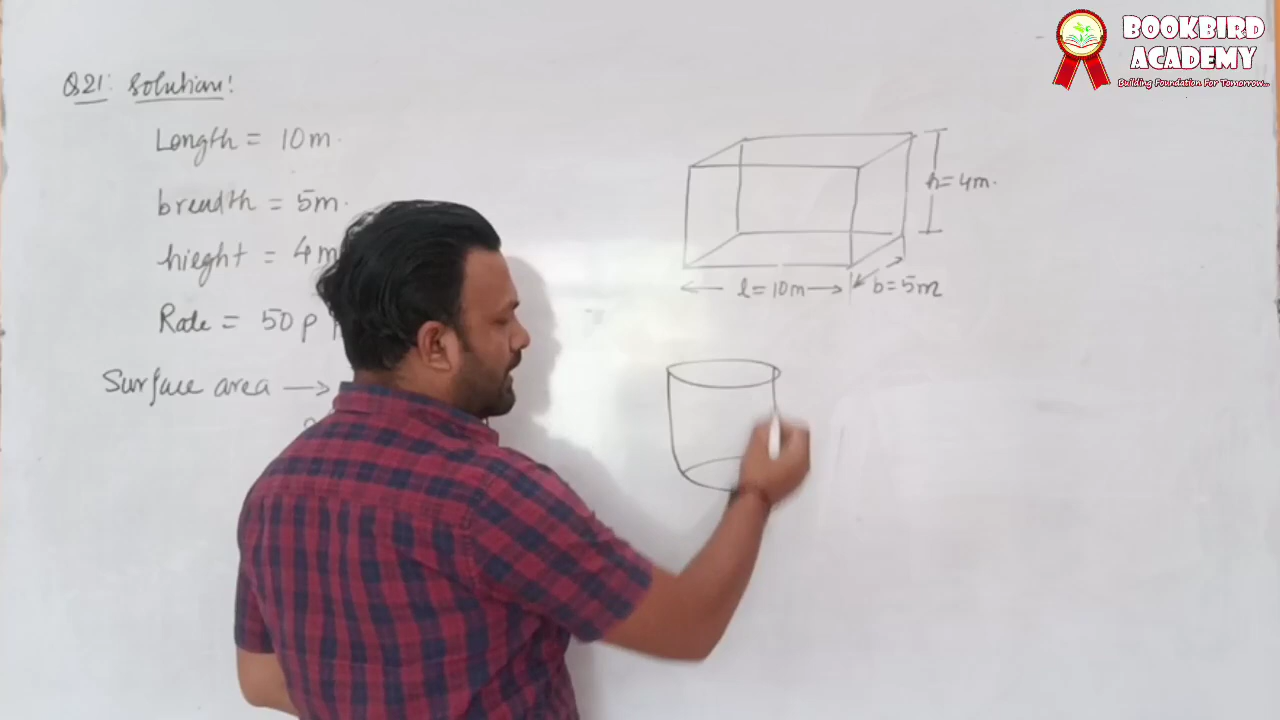 BOOKBIRD
ACADEMY
Building Foundation For Tomorrow...
Q21: Solution:
Length = 10m.
breadth = 5m.
hieght = 4m
Rate = 50 p
Surface area →
h=4m.
l=10m
b=5m